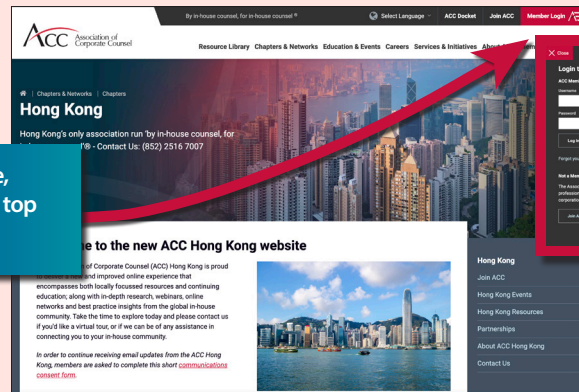 By in-house counsel, for in-house counsel ®
Select Language
ACC Docket
Join ACC
Member Login
ACC Association of
Corporate Counsel
Resource Library Chapters & Networks Education & Events Careers Services & Initiatives
Close
Login t
ACC Mem
Username
Password
Log In
Forgot you
Not a Mem
The Assoc
profession
corporatio
Join A
Chapters & Networks | Chapters
Hong Kong
Hong Kong's only association run 'by in-house counsel, for
® - Contact Us: (852) 2516 7007
e,
top
e to the new ACC Hong Kong website
of Corporate Counsel (ACC) Hong Kong is proud
and improved online experience that
encompasses both locally focussed resources and continuing
education; along with in-depth research, webinars, online
networks and best practice insights from the global in-house
community. Take the time to explore today and please contact us
if you'd like a virtual tour, or if we can be of any assistance in
connecting you to your in-house community.
In order to continue receiving email updates from the ACC Hong
Kong, members are asked to complete this short communications
consent form.
Hong Kong
Join ACC
Hong Kong Events
Hong Kong Resources
Partnerships
About ACC Hong Kong
Contact Us